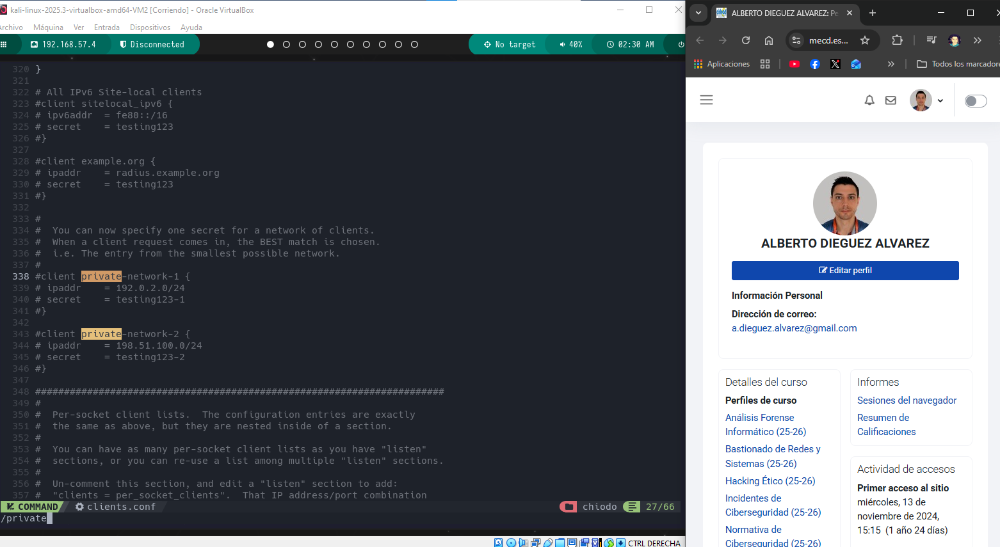 kali-linux-2025.3-virtualbox-amd64-VM2 [Corriendo] - Oracle VirtualBox
Archivo Máquina Ver Entrada Dispositivos Ayuda
192.168.57.4 Disconnected No target 40% 02:30 AM
320 }
321
322 # All IPv6 Site-local clients
323 #client sitelocal_ipv6 {
324 # ipv6addr = fe80::/16
325 # secret = testing123
326 #}
327
328 #client example.org {
329 # ipaddr = radius.example.org
330 # secret = testing123
331 #}
332
333 #
334 # You can now specify one secret for a network of clients.
335 # When a client request comes in, the BEST match is chosen.
336 # i.e. The entry from the smallest possible network.
337 #
338 #client private-network-1 {
339 # ipaddr = 192.0.2.0/24
340 # secret = testing123-1
341 #}
342
343 #client private-network-2 {
344 # ipaddr = 198.51.100.0/24
345 # secret = testing123-2
346 #}
347
348 #######################################################################
349 #
350 # Per-socket client lists. The configuration entries are exactly
351 # the same as above, but they are nested inside of a section.
352 #
353 # You can have as many per-socket client lists as you have "listen"
354 # sections, or you can re-use a list among multiple "listen" sections.
355 #
356 # Un-comment this section, and edit a "listen" section to add:
357 # "clients = per_socket_clients". That IP address/port combination
COMMAND clients.conf chiodo 27/66
/private
CTRL DERECHA
ALBERTO DIEGUEZ ALVAREZ: Pe
mecd.es...
Aplicaciones
Todos los marcadore
ALBERTO DIEGUEZ ALVAREZ
Editar perfil
Información Personal
Dirección de correo:
a.dieguez.alvarez@gmail.com
Detalles del curso
Perfiles de curso
Análisis Forense
Informático (25-26)
Bastionado de Redes y
Sistemas (25-26)
Hacking Ético (25-26)
Incidentes de
Ciberseguridad (25-26)
Normativa de
Ciberseguridad (25-26)
Informes
Sesiones del navegador
Resumen de
Calificaciones
Actividad de accesos
Primer acceso al sitio
miércoles, 13 de
noviembre de 2024,
15:15 (1 año 24 días)